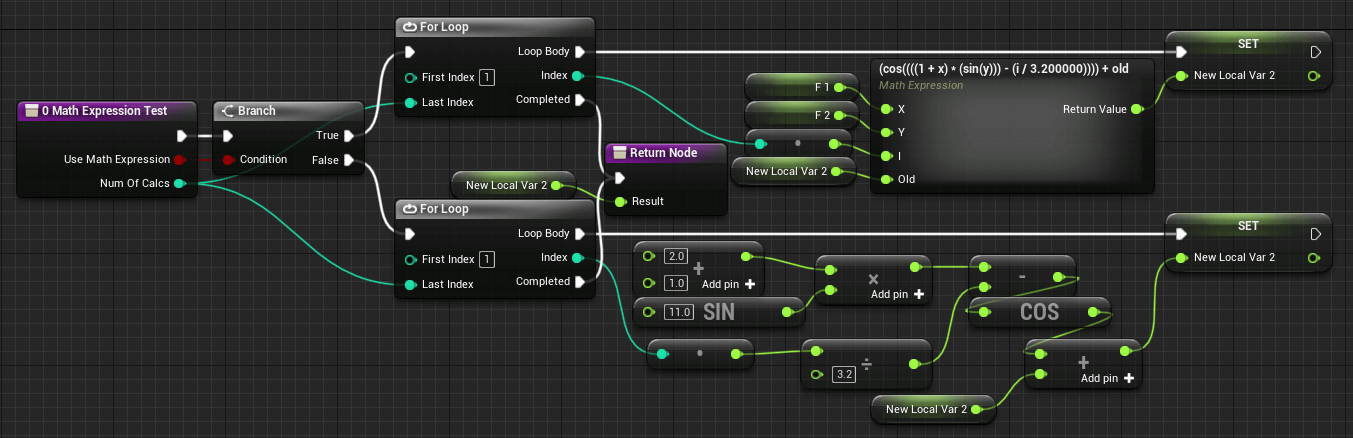 0 Math Expression Test
Use Math Expression
Num Of Calcs
Branch
True
Condition
False
For Loop
Loop Body
First Index 1
Index
Last Index
Completed
New Local Var 2
Return Node
Result
F 1
F 2
New Local Var 2
(cos((((1 + x) * (sin(y))) - (i / 3.200000)))) + old
Math Expression
X
Return Value
Y
I
Old
SET
New Local Var 2
For Loop
Loop Body
First Index 1
Index
Last Index
Completed
2.0
+
1.0
Add pin +
11.0 SIN
×
Add pin +
-
COS
÷
3.2
+
Add pin +
New Local Var 2
SET
New Local Var 2